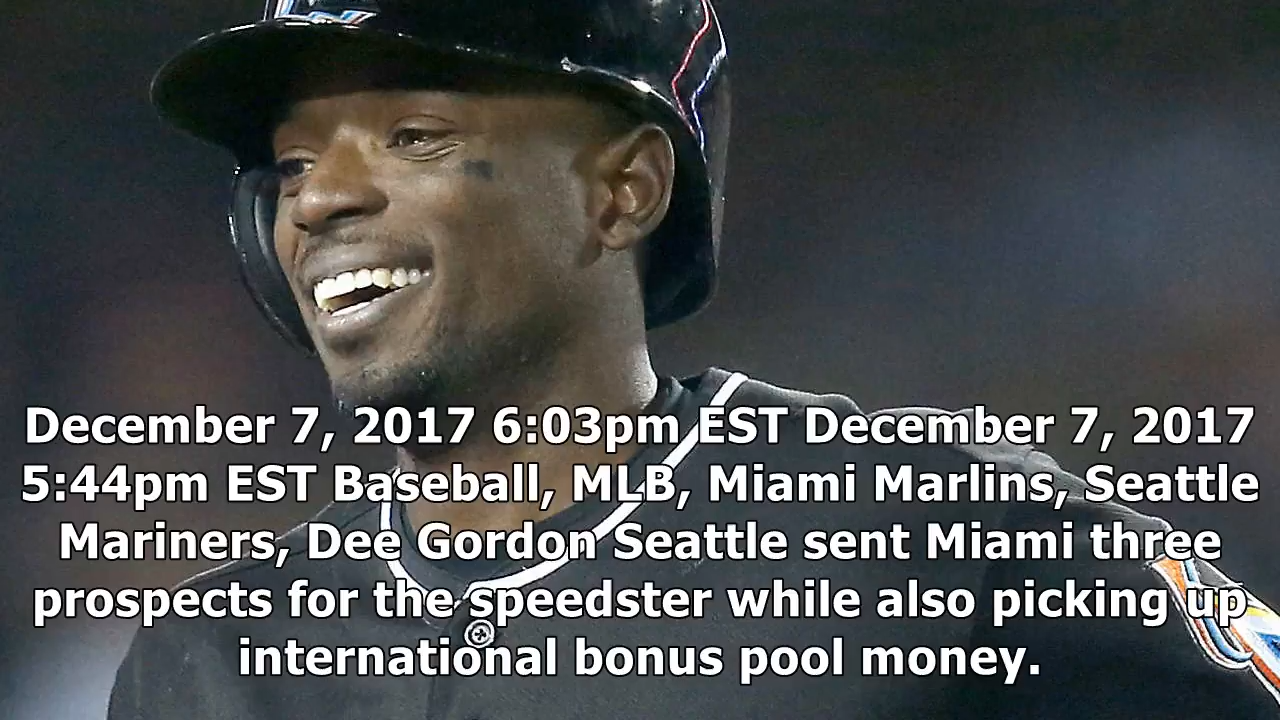 December 7, 2017 6:03pm EST December 7, 2017
5:44pm EST Baseball, MLB, Miami Marlins, Seattle
Mariners, Dee Gordon Seattle sent Miami three
prospects for the speedster while also picking up
international bonus pool money.